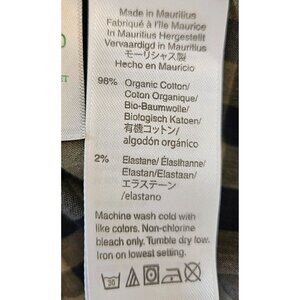 Made in Mauritius
Fabriqué à l'île Maurice
In Mauritius Hergestellt
Vervaardigd in Mauritius
モーリシャス製
Hecho en Mauricio
98% Organic Cotton/
Coton Organique/
Bio-Baumwolle/
Biologisch Katoen/
有機コットン/
algodón orgánico
2% Elastane/ Élasthanne/
Elastan/Elastaan/
エラステーン
/elastano
Machine wash cold with
like colors. Non-chlorine
bleach only. Tumble dry low.
Iron on lowest setting.
30